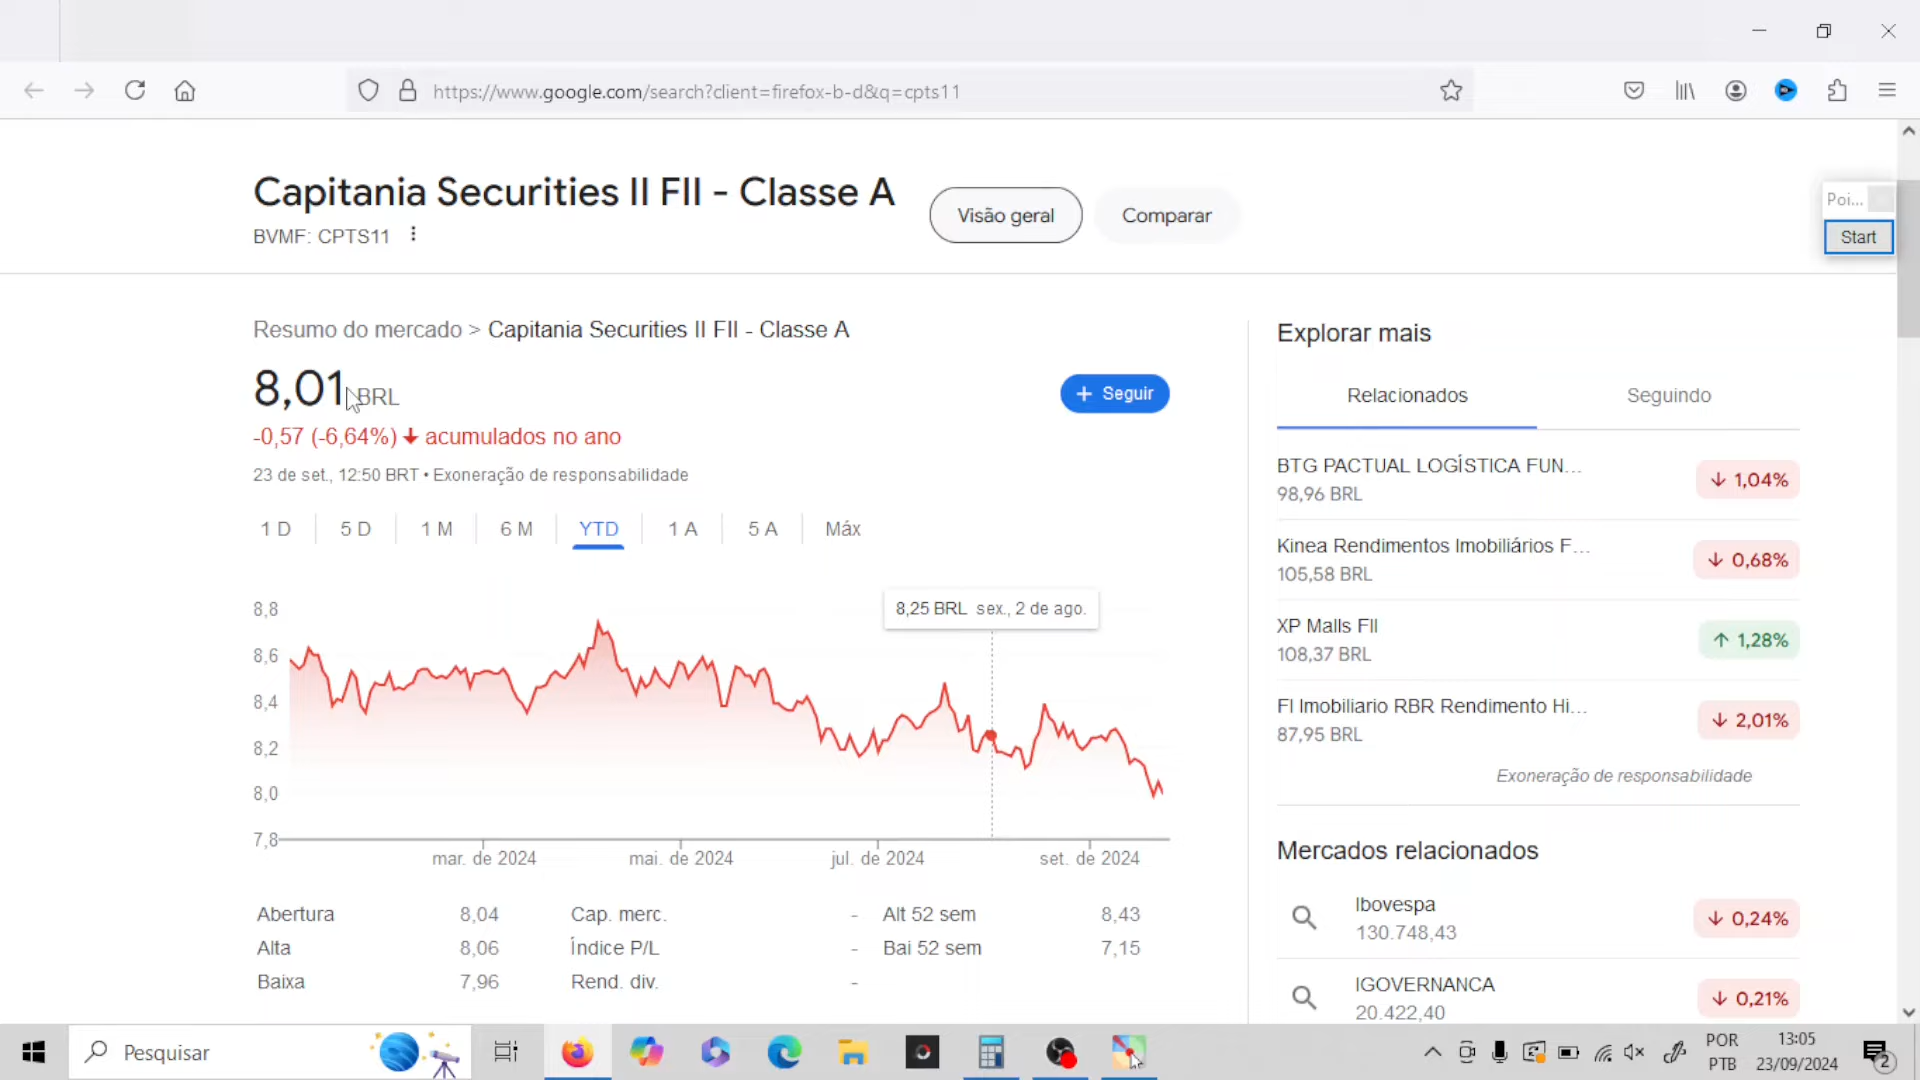 https://www.google.com/search?client=firefox-b-d&q=cpts11
Capitania Securities II FII - Classe A
BVMF: CPTS11
Visão geral
Comparar
Poi...
Start
Resumo do mercado > Capitania Securities II FII - Classe A
8,01 BRL
-0,57 (-6,64%) acumulados no ano
23 de set., 12:50 BRT • Exoneração de responsabilidade
+ Seguir
1 D
5 D
1 M
6 M
YTD
1 A
5 A
Máx
8,25 BRL sex., 2 de ago.
8,8
8,6
8,4
8,2
8,0
7,8
mar. de 2024
mai. de 2024
jul. de 2024
set. de 2024
Abertura 8,04
Alta 8,06
Baixa 7,96
Cap. merc. -
Índice P/L -
Rend. div. -
Alt 52 sem 8,43
Bai 52 sem 7,15
Explorar mais
Relacionados
Seguindo
BTG PACTUAL LOGÍSTICA FUN...
98,96 BRL
1,04%
Kinea Rendimentos Imobiliários F...
105,58 BRL
0,68%
XP Malls FII
108,37 BRL
1,28%
FI Imobiliario RBR Rendimento Hi...
87,95 BRL
2,01%
Exoneração de responsabilidade
Mercados relacionados
Ibovespa
130.748,43
0,24%
IGOVERNANCA
20.422,40
0,21%
Pesquisar
POR
PTB
13:05
23/09/2024
2